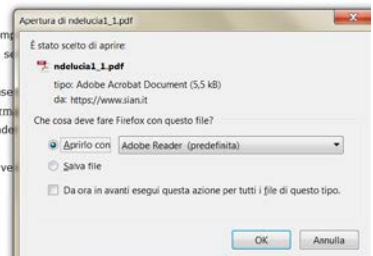 Apertura di ndelucia1_1.pdf
È stato scelto di aprire:
ndelucia1_1.pdf
tipo: Adobe Acrobat Document (5,5 kB)
da: https://www.sian.it
Che cosa deve fare Firefox con questo file?
Aprirlo con Adobe Reader (predefinita)
Salva file
Da ora in avanti esegui questa azione per tutti i file di questo tipo.
OK Annulla